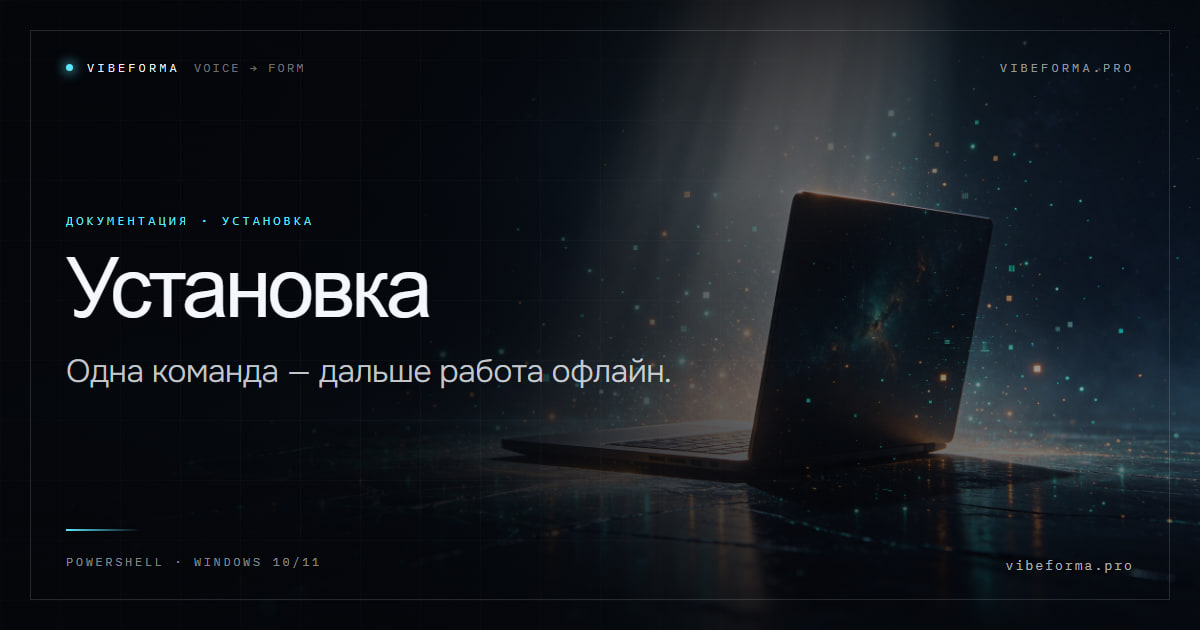 VIBEFORMA VOICE → FORM
VIBEFORMA.PRO
ДОКУМЕНТАЦИЯ · УСТАНОВКА
Установка
Одна команда — дальше работа офлайн.
POWERSHELL · WINDOWS 10/11
vibeforma.pro